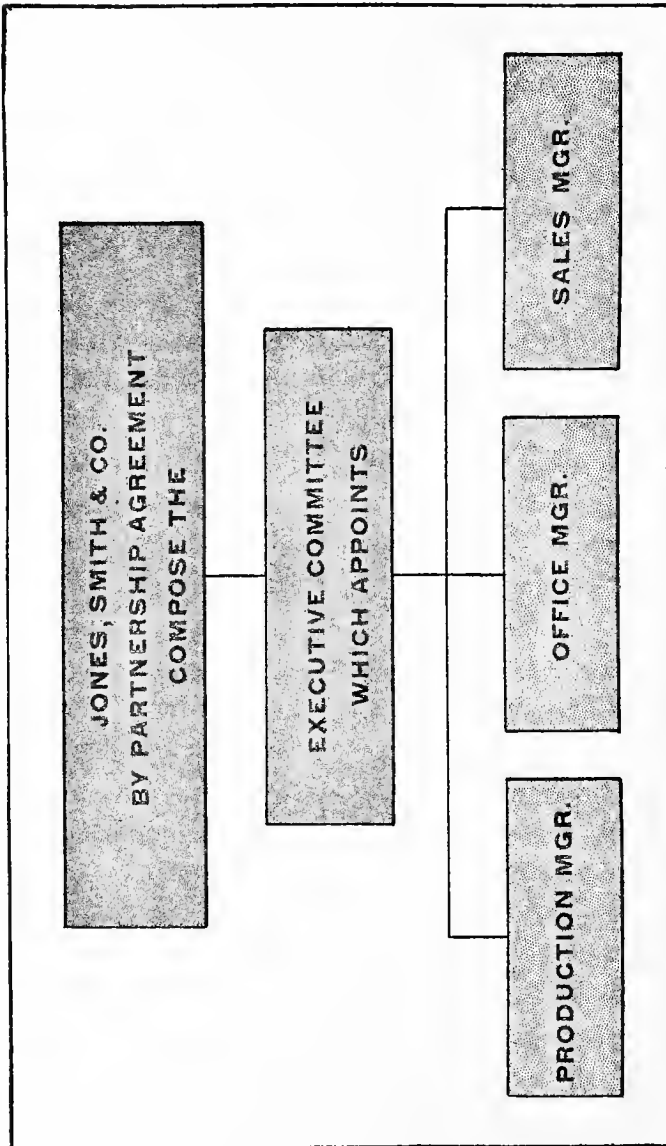 JONES, SMITH & CO.
BY PARTNERSHIP AGREEMENT
COMPOSE THE
EXECUTIVE COMMITTEE
WHICH APPOINTS
PRODUCTION MGR.
OFFICE MGR.
SALES MGR.